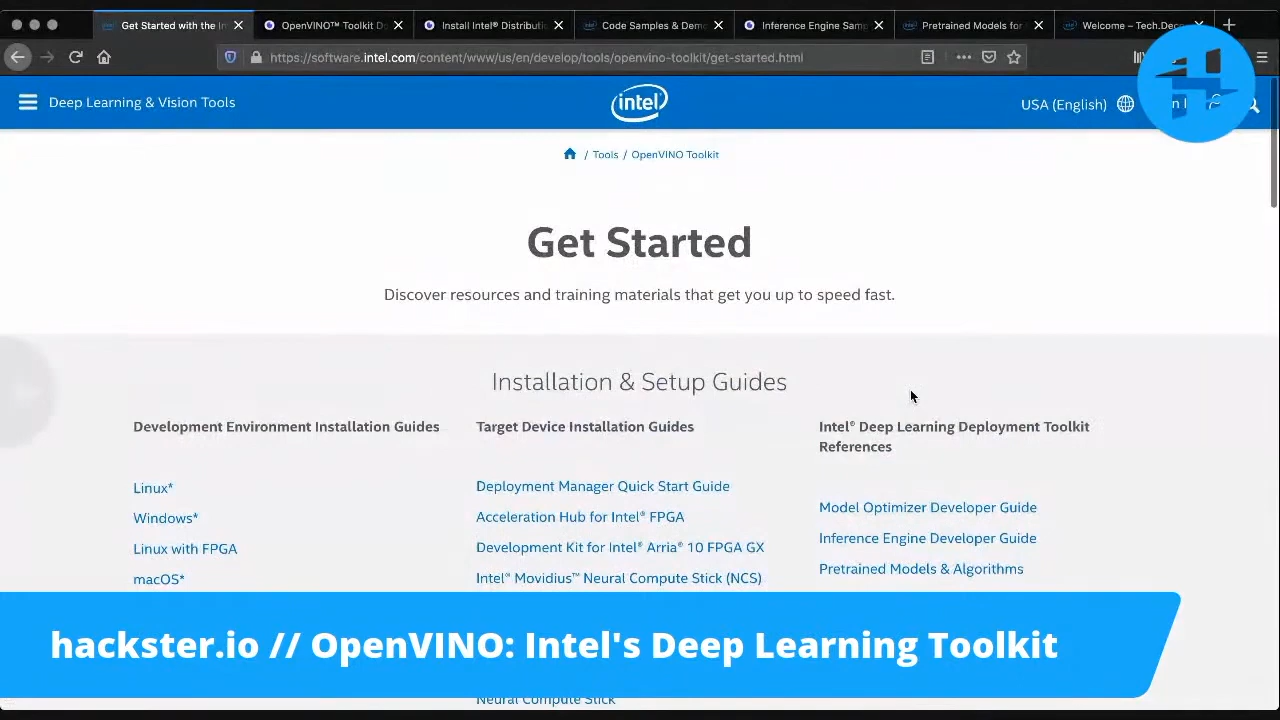 Get Started with the In
OpenVINO™ Toolkit Do
Install Intel® Distributi
Code Samples & Demo
Inference Engine Samp
Pretrained Models for
Welcome – Tech.Deco
https://software.intel.com/content/www/us/en/develop/tools/openvino-toolkit/get-started.html
Deep Learning & Vision Tools
intel
USA (English)
/ Tools / OpenVINO Toolkit
Get Started
Discover resources and training materials that get you up to speed fast.
Installation & Setup Guides
Development Environment Installation Guides
Linux*
Windows*
Linux with FPGA
macOS*
Target Device Installation Guides
Deployment Manager Quick Start Guide
Acceleration Hub for Intel® FPGA
Development Kit for Intel® Arria® 10 FPGA GX
Intel® Movidius™ Neural Compute Stick (NCS)
Neural Compute Stick
Intel® Deep Learning Deployment Toolkit
References
Model Optimizer Developer Guide
Inference Engine Developer Guide
Pretrained Models & Algorithms
hackster.io // OpenVINO: Intel's Deep Learning Toolkit